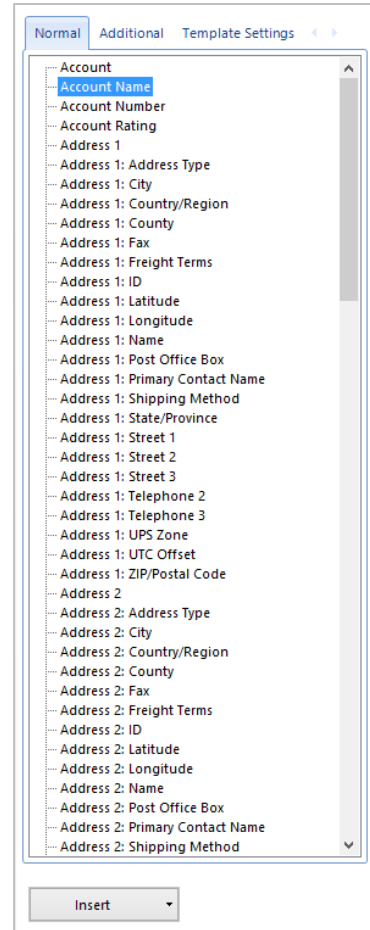 Normal Additional Template Settings
Account
Account Name
Account Number
Account Rating
Address 1
Address 1: Address Type
Address 1: City
Address 1: Country/Region
Address 1: County
Address 1: Fax
Address 1: Freight Terms
Address 1: ID
Address 1: Latitude
Address 1: Longitude
Address 1: Name
Address 1: Post Office Box
Address 1: Primary Contact Name
Address 1: Shipping Method
Address 1: State/Province
Address 1: Street 1
Address 1: Street 2
Address 1: Street 3
Address 1: Telephone 2
Address 1: Telephone 3
Address 1: UPS Zone
Address 1: UTC Offset
Address 1: ZIP/Postal Code
Address 2
Address 2: Address Type
Address 2: City
Address 2: Country/Region
Address 2: County
Address 2: Fax
Address 2: Freight Terms
Address 2: ID
Address 2: Latitude
Address 2: Longitude
Address 2: Name
Address 2: Post Office Box
Address 2: Primary Contact Name
Address 2: Shipping Method
Insert